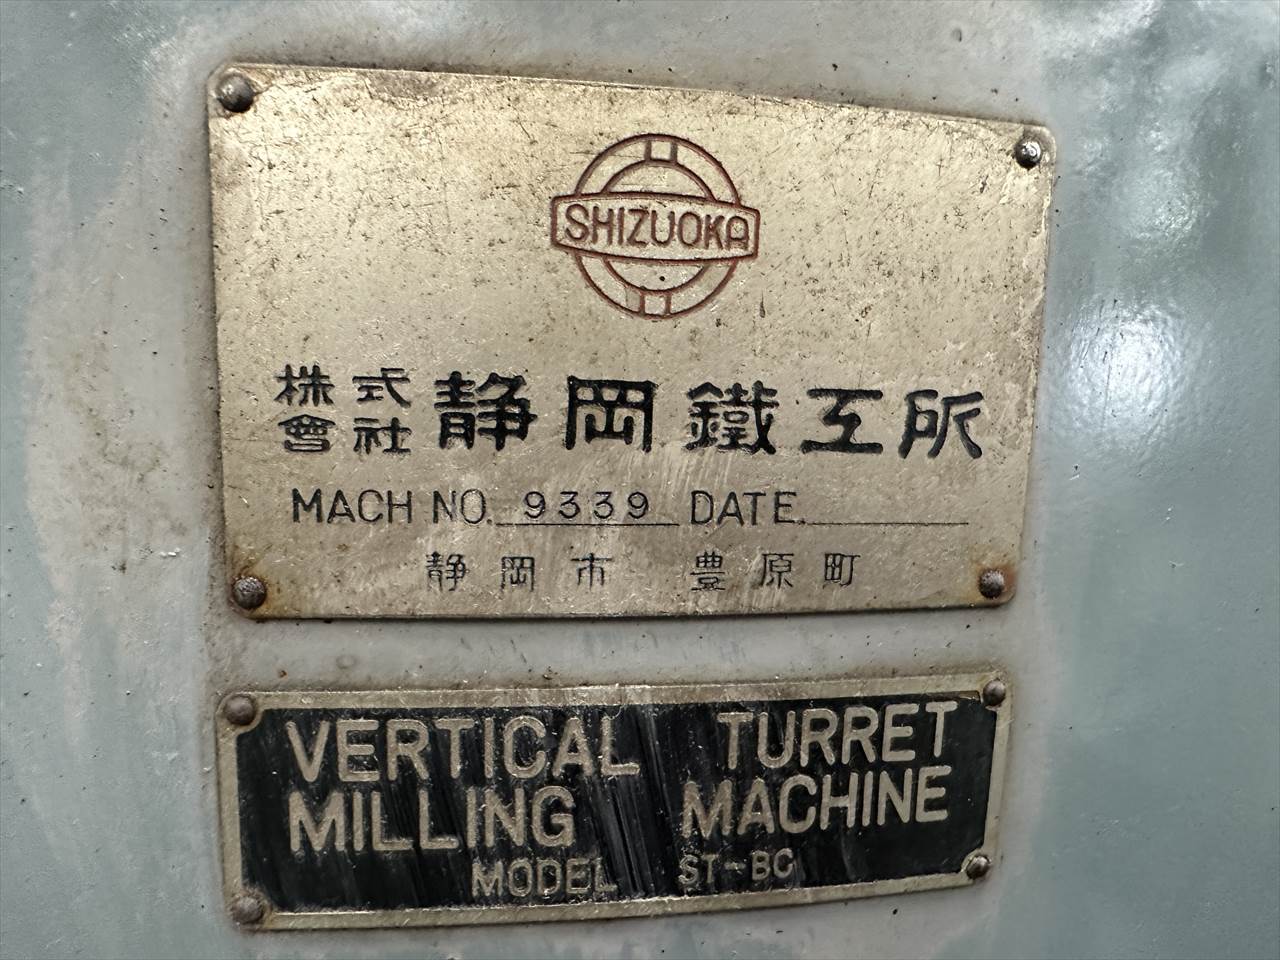 SHIZUOKA
株式會社 静岡鐵工所
MACH NO. 9339 DATE.
静岡市 豊原町
VERTICAL TURRET
MILLING MACHINE
MODEL ST-BC